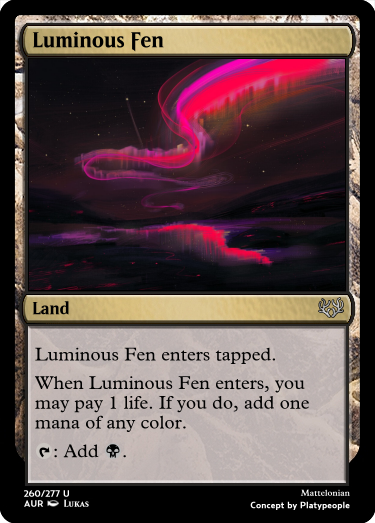 Luminous Fen
Land
Luminous Fen enters tapped.
When Luminous Fen enters, you
may pay 1 life. If you do, add one
mana of any color.
: Add .
260/277 U
Mattelonian
AUR Lukas
Concept by Platypeople